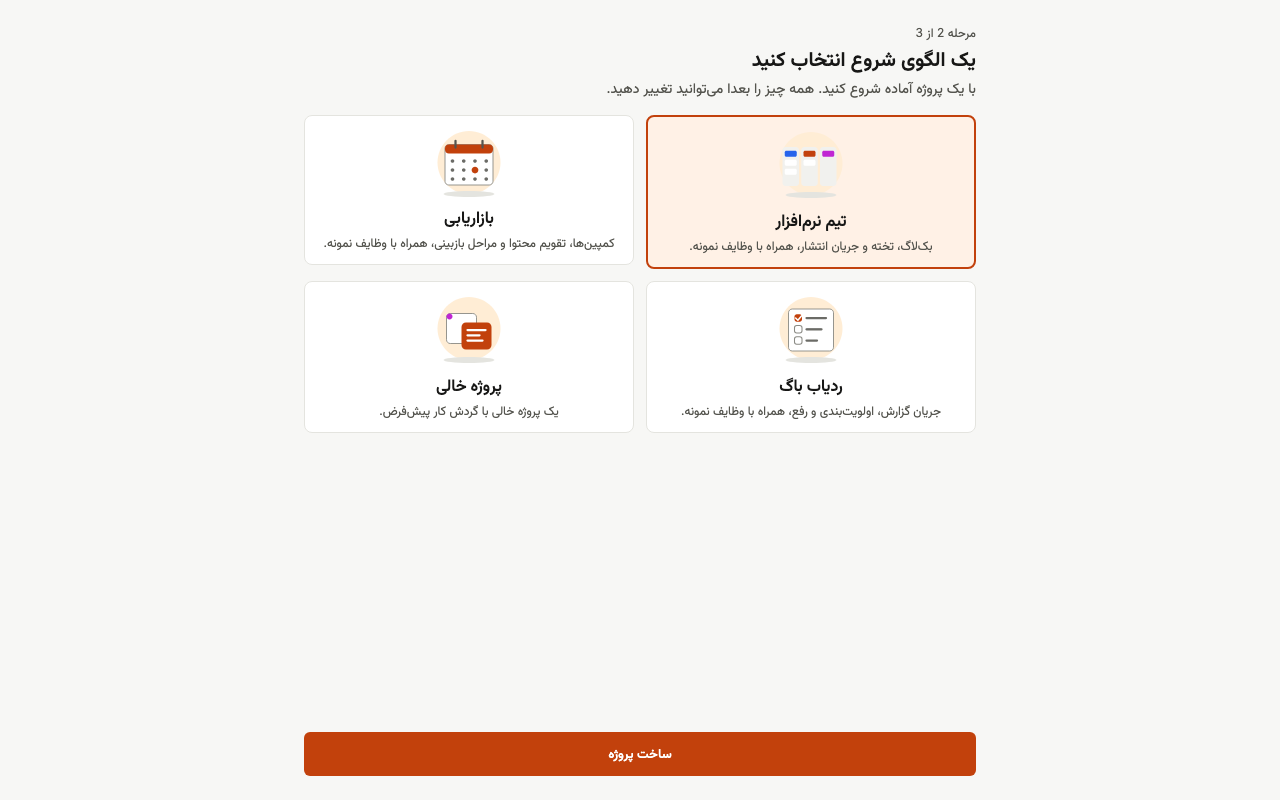 مرحله 2 از 3
یک الگوی شروع انتخاب کنید
با یک پروژه آماده شروع کنید. همه چیز را بعدا می‌توانید تغییر دهید.
تیم نرم‌افزار
بک‌لاگ، تخته و جریان انتشار، همراه با وظایف نمونه.
بازاریابی
کمپین‌ها، تقویم محتوا و مراحل بازبینی، همراه با وظایف نمونه.
ردیاب باگ
جریان گزارش، اولویت‌بندی و رفع، همراه با وظایف نمونه.
پروژه خالی
یک پروژه خالی با گردش کار پیش‌فرض.
ساخت پروژه